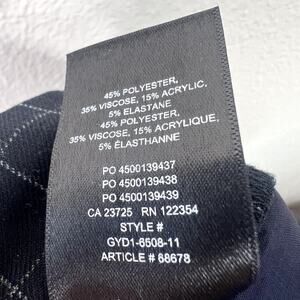 45% POLYESTER,
35% VISCOSE, 15% ACRYLIC,
5% ELASTANE
45% POLYESTER,
35% VISCOSE, 15% ACRYLIQUE,
5% ÉLASTHANNE
PO 4500139437
PO 4500139438
PO 4500139439
CA 23725 RN 122354
STYLE #
GYD1-6508-11
ARTICLE # 68678